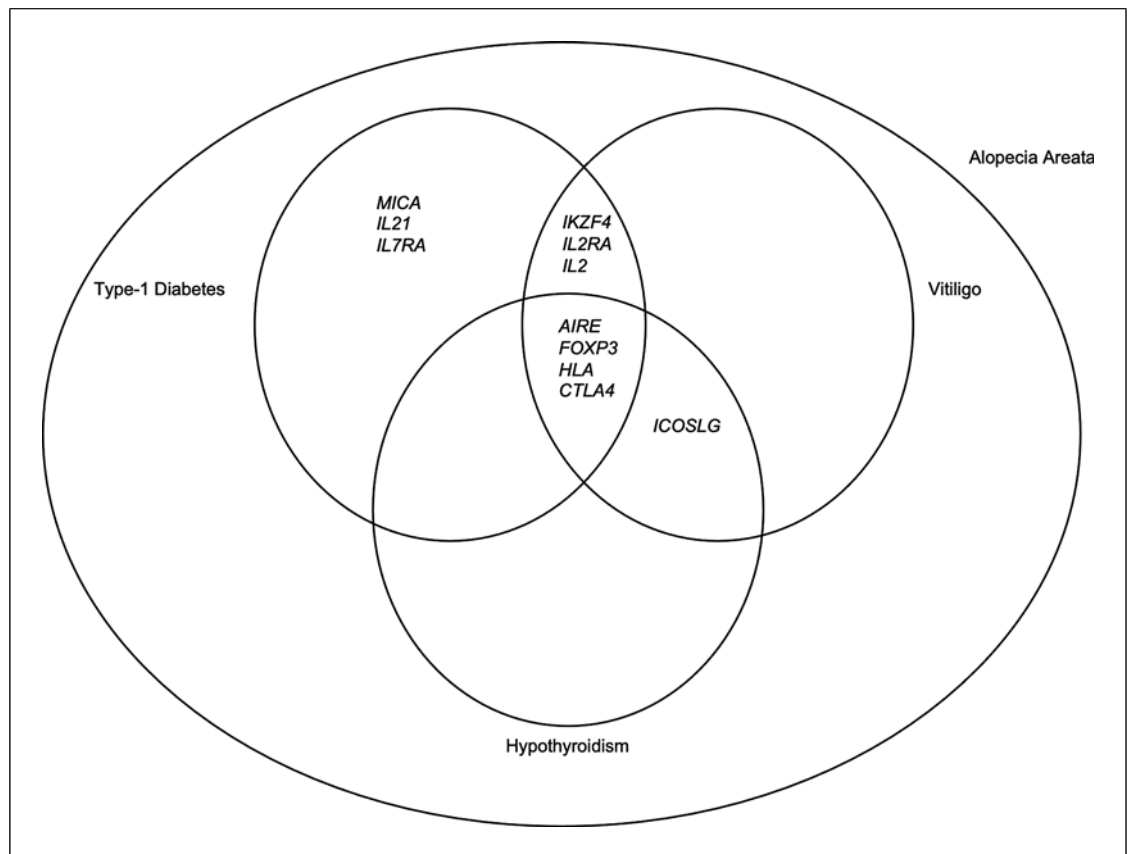 Alopecia Areata
MICA
IL21
IL7RA
IKZF4
IL2RA
IL2
Type-1 Diabetes
Vitiligo
AIRE
FOXP3
HLA
CTLA4
ICOSLG
Hypothyroidism